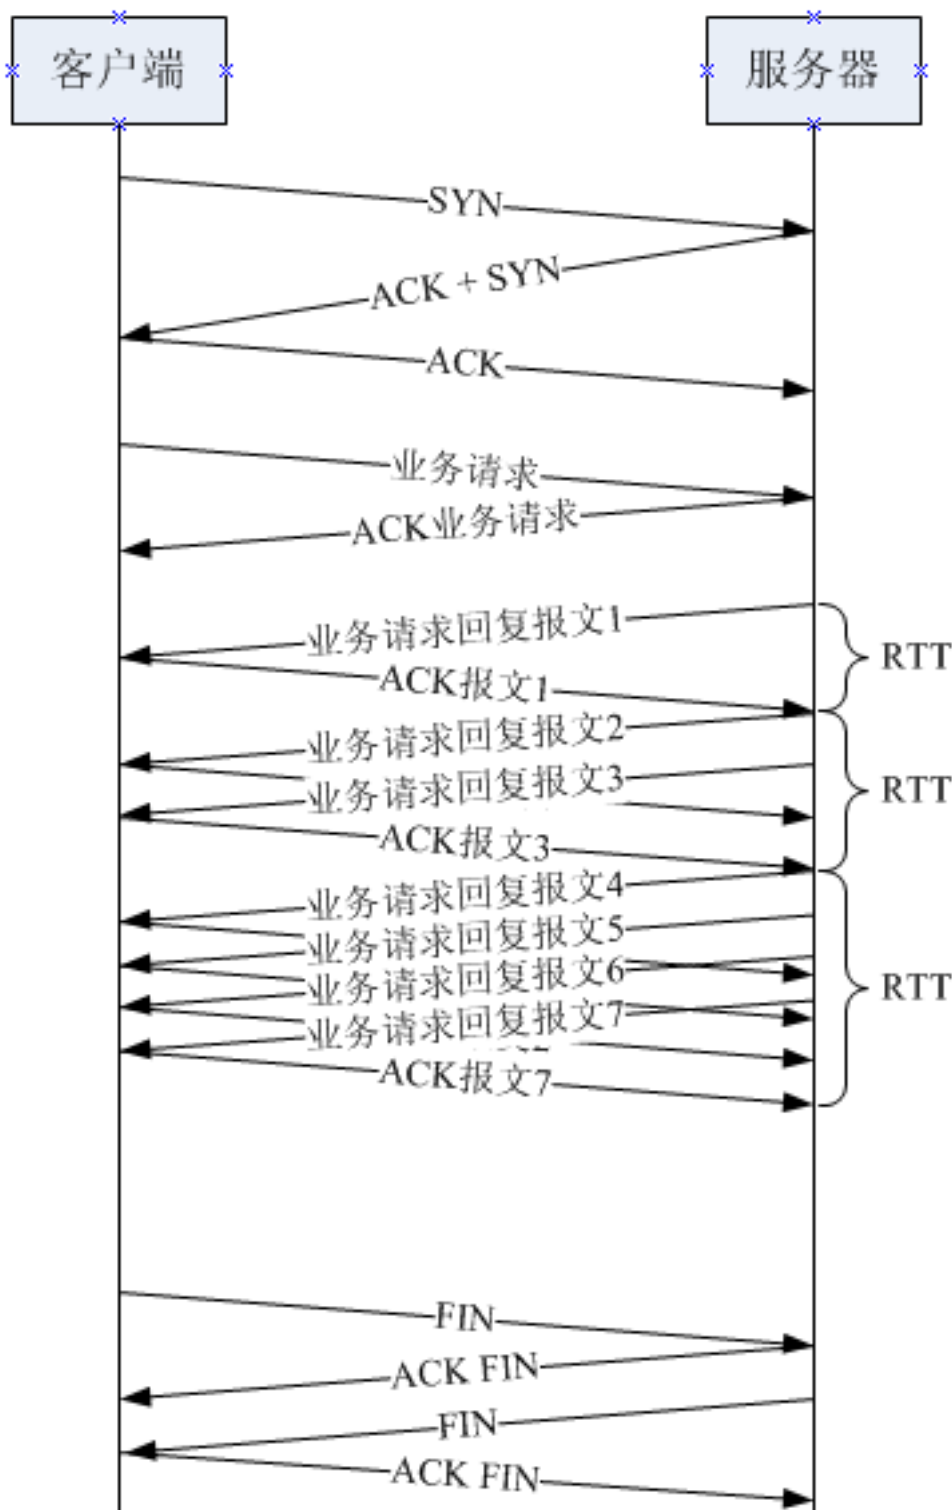 客户端
服务器
SYN
ACK + SYN
ACK
业务请求
ACK业务请求
业务请求回复报文1
RTT
ACK报文1
业务请求回复报文2
业务请求回复报文3
RTT
ACK报文3
业务请求回复报文4
业务请求回复报文5
业务请求回复报文6
RTT
业务请求回复报文7
ACK报文7
FIN
ACK FIN
FIN
ACK FIN